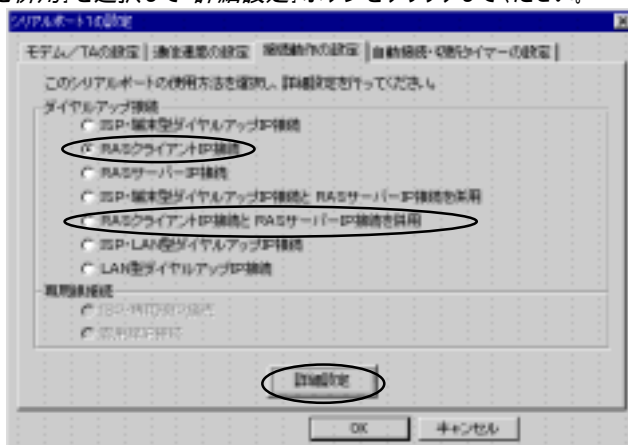 を併用」を選択して「詳細設定」ボタンをクリックしてください。
シリアルポート1の設定
モデム/TAの設定 通信速度の設定 接続動作の設定 自動接続・切断タイマーの設定
このシリアルポートの使用方法を選択し、詳細設定を行ってください。
ダイヤルアップ接続
ISP・端末型ダイヤルアップIP接続
RASクライアントIP接続
RASサーバーIP接続
ISP・端末型ダイヤルアップIP接続と RASサーバーIP接続を併用
RASクライアントIP接続と RASサーバーIP接続を併用
ISP・LAN型ダイヤルアップIP接続
LAN型ダイヤルアップIP接続
専用線接続
詳細設定
OK キャンセル